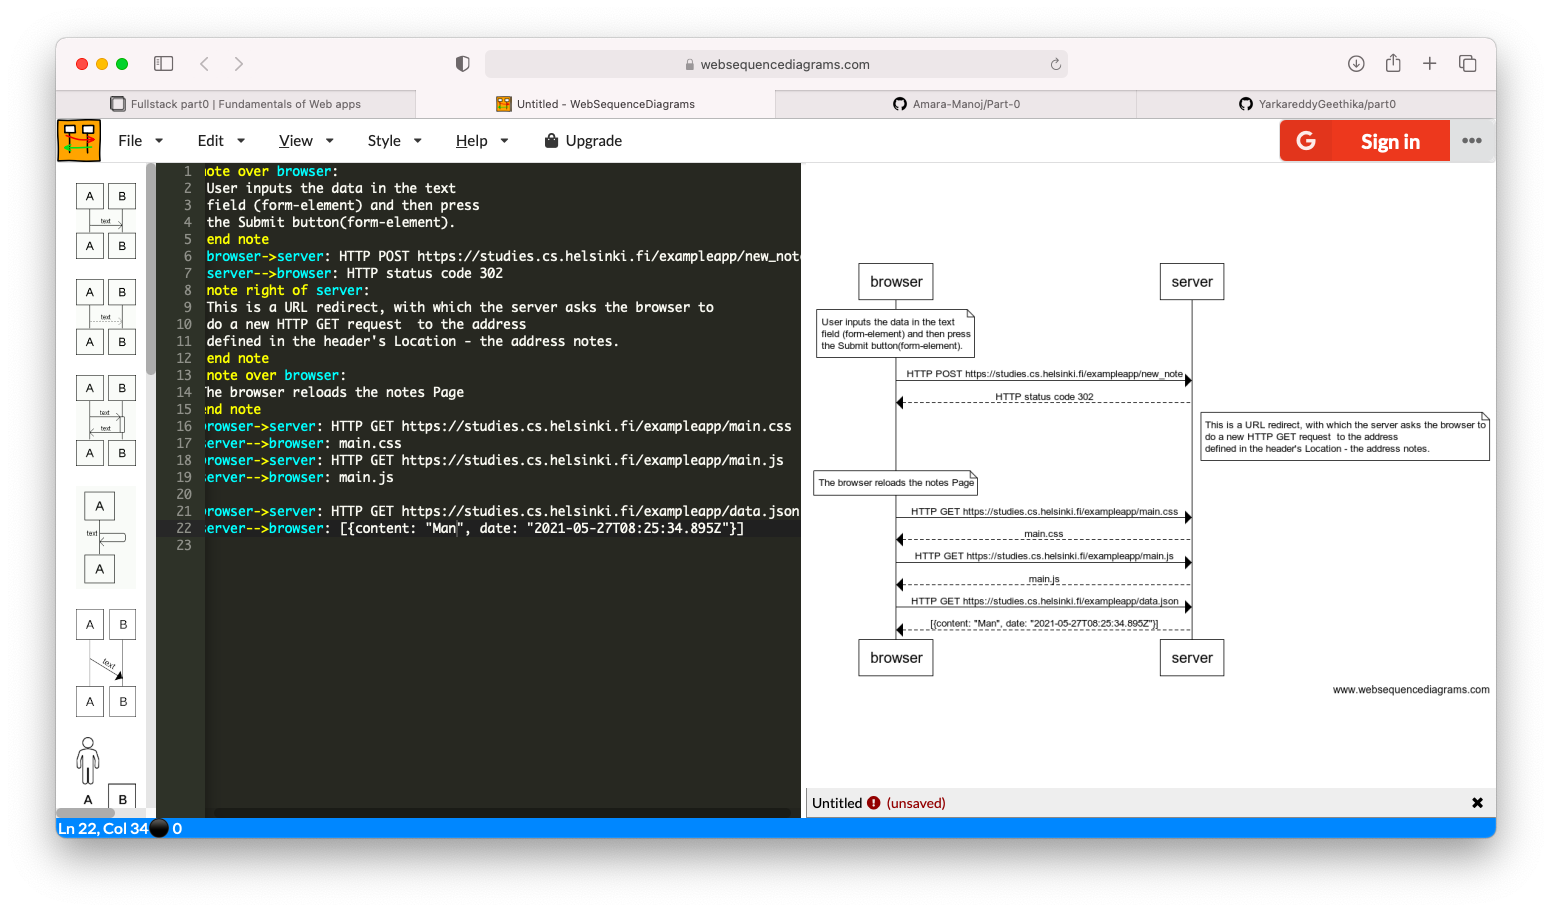 websequencediagrams.com
Fullstack part0 | Fundamentals of Web apps
Untitled - WebSequenceDiagrams
Amara-Manoj/Part-0
YarkareddyGeethika/part0
File
Edit
View
Style
Help
Upgrade
G
Sign in
A B
text
A B
A B
text
A B
A B
text
text
A B
A
text
A
A B
text
A B
A B
1 note over browser:
2 User inputs the data in the text
3 field (form-element) and then press
4 the Submit button(form-element).
5 end note
6 browser->server: HTTP POST https://studies.cs.helsinki.fi/exampleapp/new_note
7 server-->browser: HTTP status code 302
8 note right of server:
9 This is a URL redirect, with which the server asks the browser to
10 do a new HTTP GET request  to the address
11 defined in the header's Location - the address notes.
12 end note
13 note over browser:
14 The browser reloads the notes Page
15 end note
16 browser->server: HTTP GET https://studies.cs.helsinki.fi/exampleapp/main.css
17 server-->browser: main.css
18 browser->server: HTTP GET https://studies.cs.helsinki.fi/exampleapp/main.js
19 server-->browser: main.js
20
21 browser->server: HTTP GET https://studies.cs.helsinki.fi/exampleapp/data.json
22 server-->browser: [{content: "Man", date: "2021-05-27T08:25:34.895Z"}]
23
browser server
User inputs the data in the text
field (form-element) and then press
the Submit button(form-element).
HTTP POST https://studies.cs.helsinki.fi/exampleapp/new_note
HTTP status code 302
This is a URL redirect, with which the server asks the browser to
do a new HTTP GET request  to the address
defined in the header's Location - the address notes.
The browser reloads the notes Page
HTTP GET https://studies.cs.helsinki.fi/exampleapp/main.css
main.css
HTTP GET https://studies.cs.helsinki.fi/exampleapp/main.js
main.js
HTTP GET https://studies.cs.helsinki.fi/exampleapp/data.json
[{content: "Man", date: "2021-05-27T08:25:34.895Z"}]
browser server
www.websequencediagrams.com
Untitled (unsaved)
Ln 22, Col 34 0